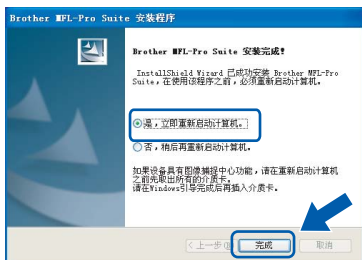 Brother MFL-Pro Suite 安装程序
Brother MFL-Pro Suite 安装完成!
InstallShield Wizard 已成功安装 Brother MFL-Pro
Suite，在使用该程序之前，必须重新启动计算机。
是，立即重新启动计算机。
否，稍后再重新启动计算机。
如果设备具有图像捕捉中心功能，请在重新启动计算机
之前先取出所有的介质卡。
请在Windows引导完成后再插入介质卡。
<上一步(B) 完成 取消